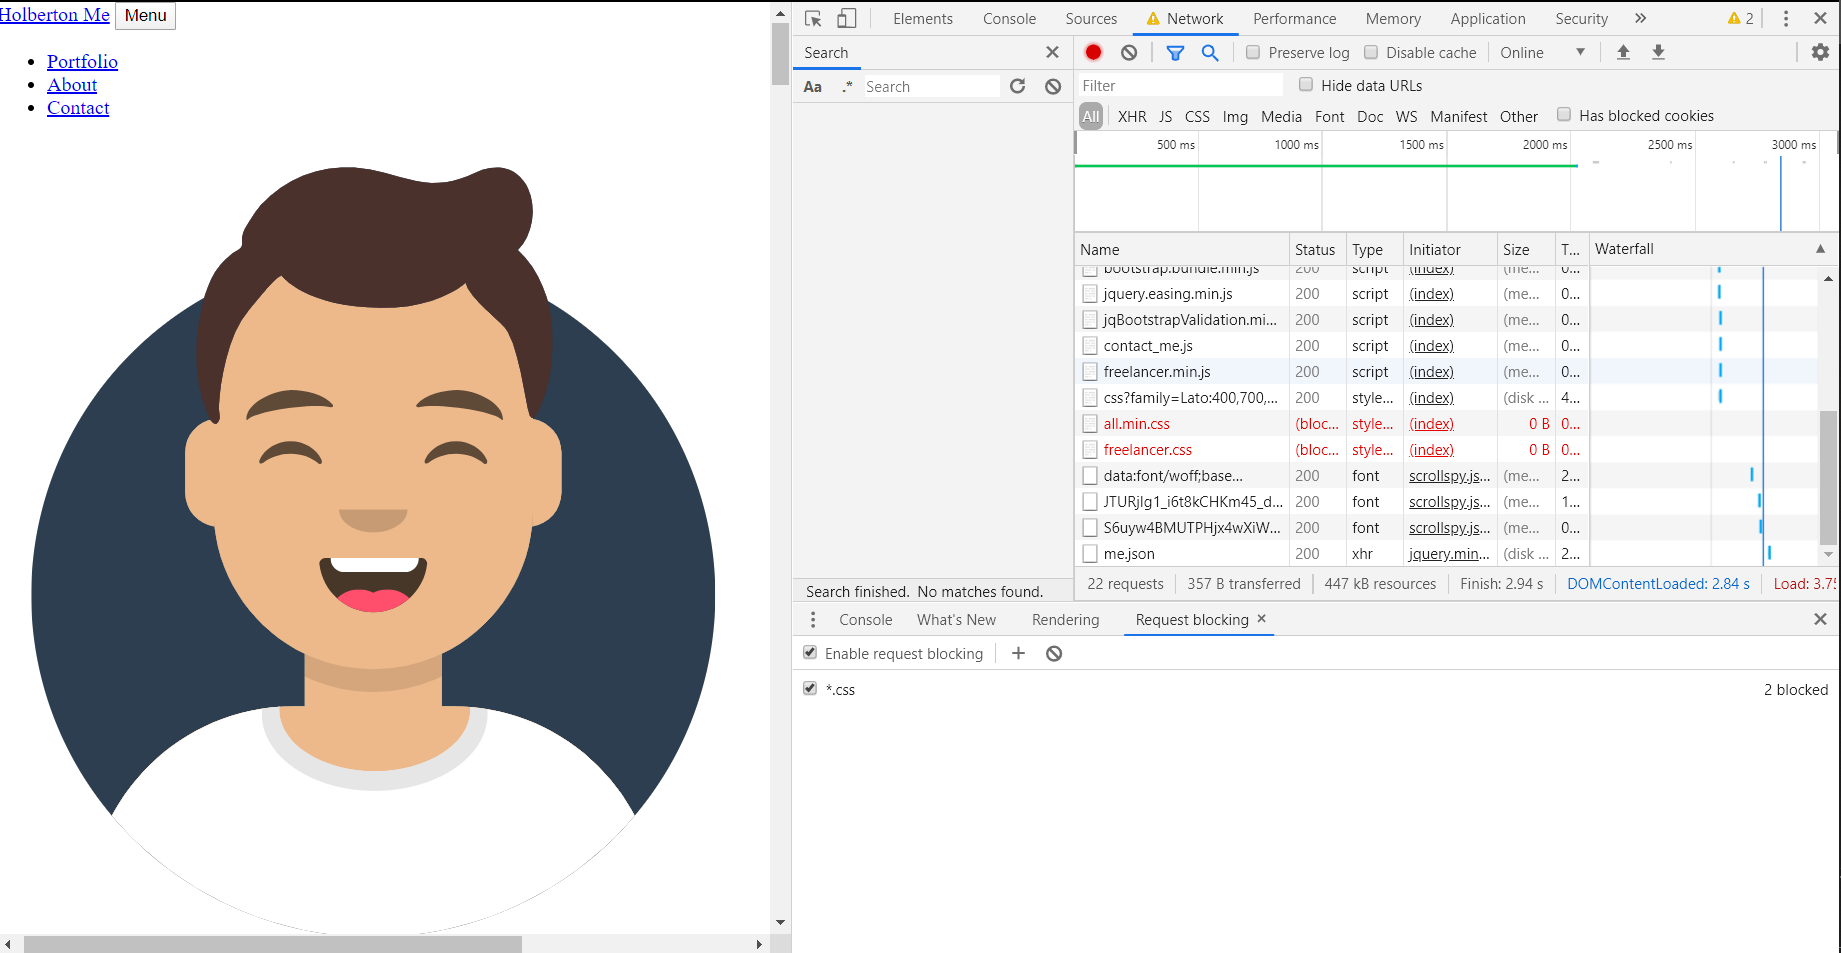 Holberton Me Menu
Portfolio
About
Contact
Elements Console Sources Network Performance Memory Application Security » 2
Search
Aa .* Search
Search finished. No matches found.
Preserve log Disable cache Online
Filter Hide data URLs
All XHR JS CSS Img Media Font Doc WS Manifest Other Has blocked cookies
500 ms 1000 ms 1500 ms 2000 ms 2500 ms 3000 ms
Name Status Type Initiator Size T... Waterfall
bootstrap.bundle.min.js 200 script (index) (me... 0...
jquery.easing.min.js 200 script (index) (me... 0...
jqBootstrapValidation.mi... 200 script (index) (me... 0...
contact_me.js 200 script (index) (me... 0...
freelancer.min.js 200 script (index) (me... 0...
css?family=Lato:400,700,... 200 style... (index) (disk ... 4...
all.min.css (bloc... style... (index) 0 B 0...
freelancer.css (bloc... style... (index) 0 B 0...
data:font/woff;base... 200 font scrollspy.js... (me... 2...
JTURjIg1_i6t8kCHKm45_d... 200 font scrollspy.js... (me... 1...
S6uyw4BMUTPHjx4wXiW... 200 font scrollspy.js... (me... 0...
me.json 200 xhr jquery.min... (disk ... 2...
22 requests 357 B transferred 447 kB resources Finish: 2.94 s DOMContentLoaded: 2.84 s Load: 3.75
Console What's New Rendering Request blocking ×
Enable request blocking
*.css 2 blocked